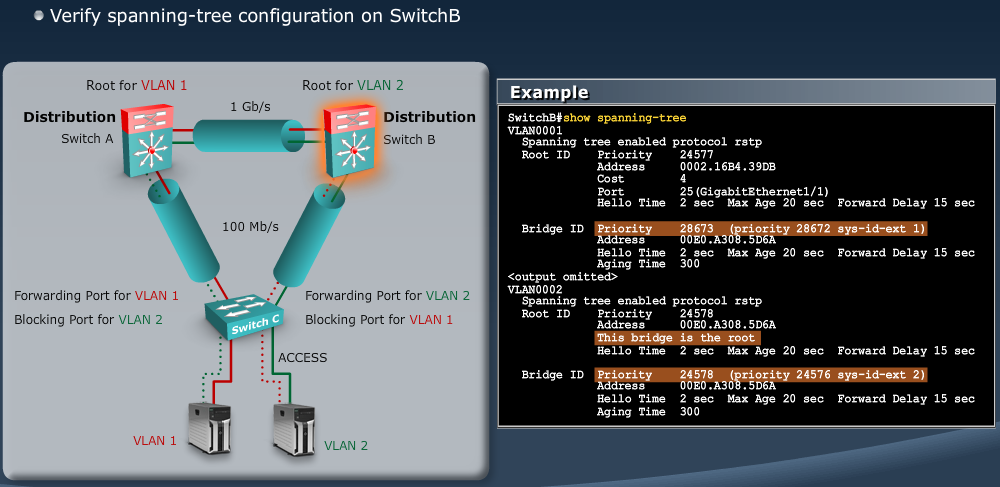 Verify spanning-tree configuration on SwitchB
Root for VLAN 1
Root for VLAN 2
1 Gb/s
Distribution
Switch A
Distribution
Switch B
100 Mb/s
Forwarding Port for VLAN 1
Blocking Port for VLAN 2
Forwarding Port for VLAN 2
Blocking Port for VLAN 1
Switch C
ACCESS
VLAN 1
VLAN 2
Example
SwitchB#show spanning-tree
VLAN0001
Spanning tree enabled protocol rstp
Root ID Priority 24577
Address 0002.16B4.39DB
Cost 4
Port 25(GigabitEthernet1/1)
Hello Time 2 sec Max Age 20 sec Forward Delay 15 sec
Bridge ID Priority 28673 (priority 28672 sys-id-ext 1)
Address 00E0.A308.5D6A
Hello Time 2 sec Max Age 20 sec Forward Delay 15 sec
Aging Time 300
<output omitted>
VLAN0002
Spanning tree enabled protocol rstp
Root ID Priority 24578
Address 00E0.A308.5D6A
This bridge is the root
Hello Time 2 sec Max Age 20 sec Forward Delay 15 sec
Bridge ID Priority 24578 (priority 24576 sys-id-ext 2)
Address 00E0.A308.5D6A
Hello Time 2 sec Max Age 20 sec Forward Delay 15 sec
Aging Time 300